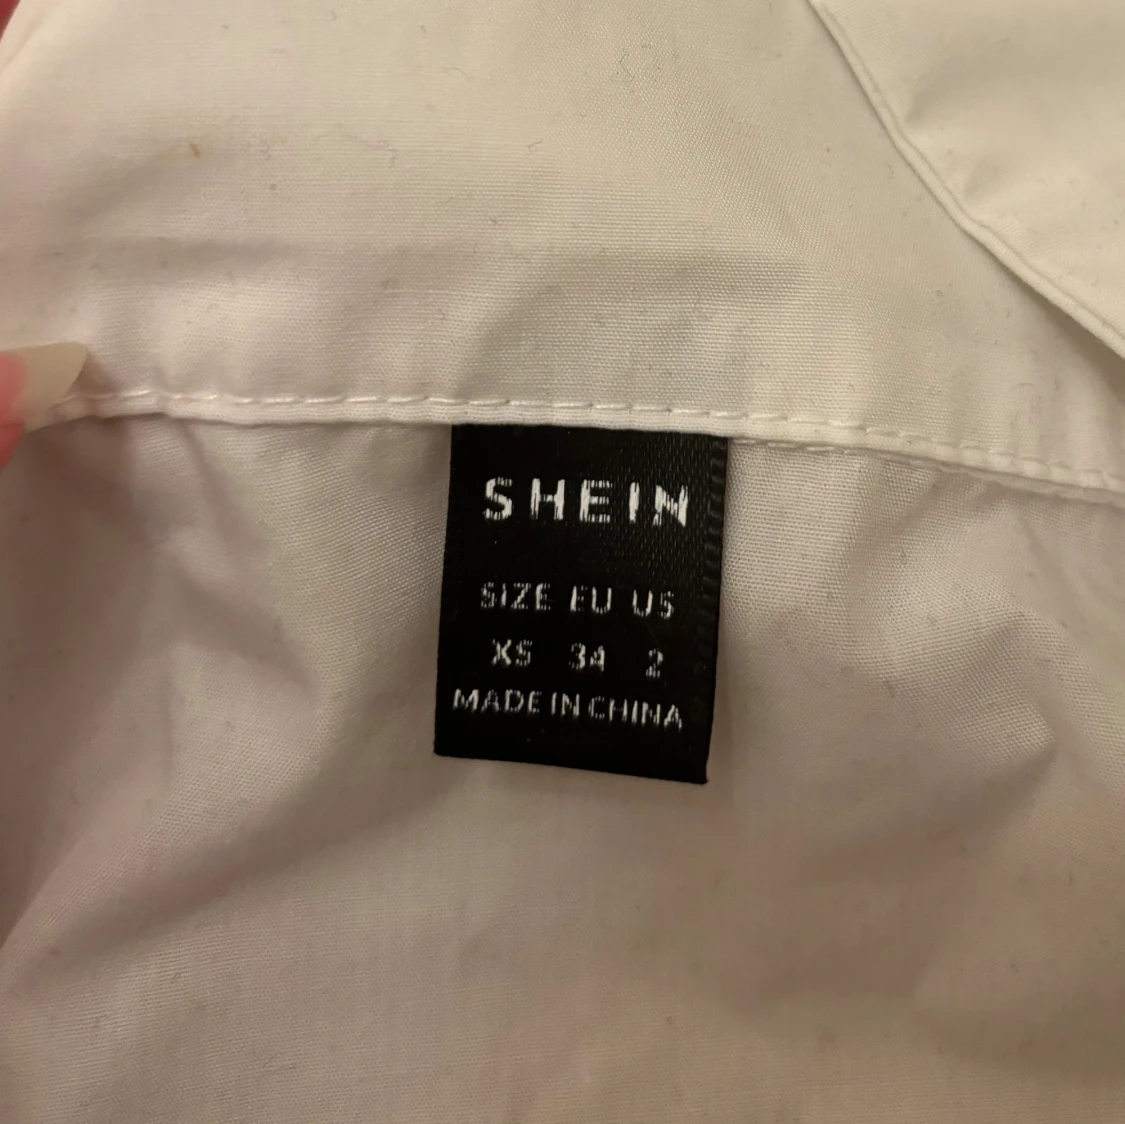 SHEIN
SIZE EU US
XS 34 2
MADE IN CHINA